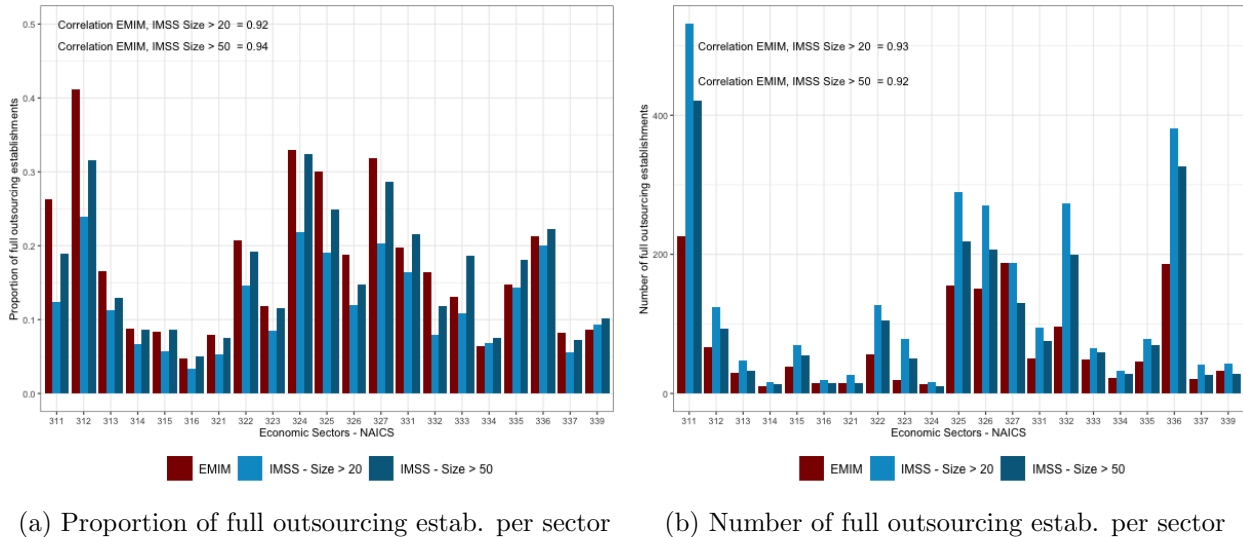 Correlation EMIM, IMSS Size > 20 = 0.92
Correlation EMIM, IMSS Size > 50 = 0.94
Proportion of full outsourcing establishments
0.5
0.4
0.3
0.2
0.1
0.0
311 312 313 314 315 316 321 322 323 324 325 326 327 331 332 333 334 335 336 337 339
Economic Sectors - NAICS
EMIM IMSS - Size > 20 IMSS - Size > 50
(a) Proportion of full outsourcing estab. per sector
Correlation EMIM, IMSS Size > 20 = 0.93
Correlation EMIM, IMSS Size > 50 = 0.92
Number of full outsourcing establishments
400
200
0
311 312 313 314 315 316 321 322 323 324 325 326 327 331 332 333 334 335 336 337 339
Economic Sectors - NAICS
EMIM IMSS - Size > 20 IMSS - Size > 50
(b) Number of full outsourcing estab. per sector